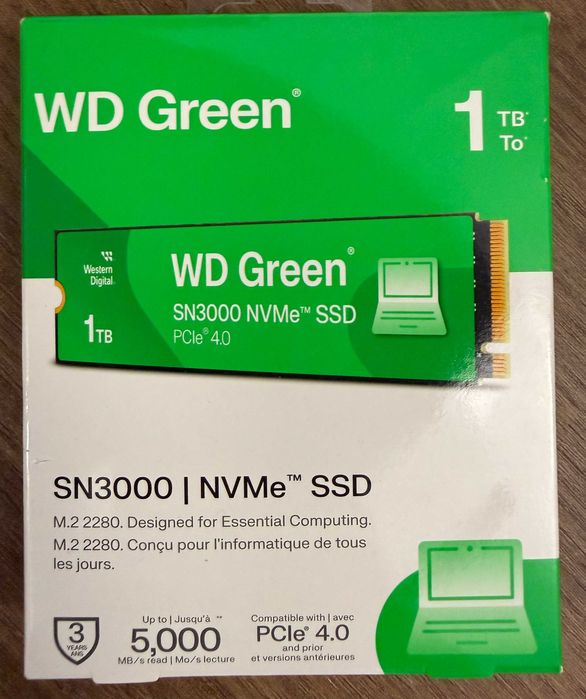 WD Green®
1 TB*
To*
Western
Digital®
WD Green®
SN3000 NVMe™ SSD
PCIe® 4.0
1TB
SN3000 | NVMe™ SSD
M.2 2280. Designed for Essential Computing.
M.2 2280. Conçu pour l'informatique de tous
les jours.
3
YEARS
ANS
Up to | Jusqu'à **
5,000
MB/s read | Mo/s lecture
Compatible with | avec
PCIe® 4.0
and prior
et versions antérieures